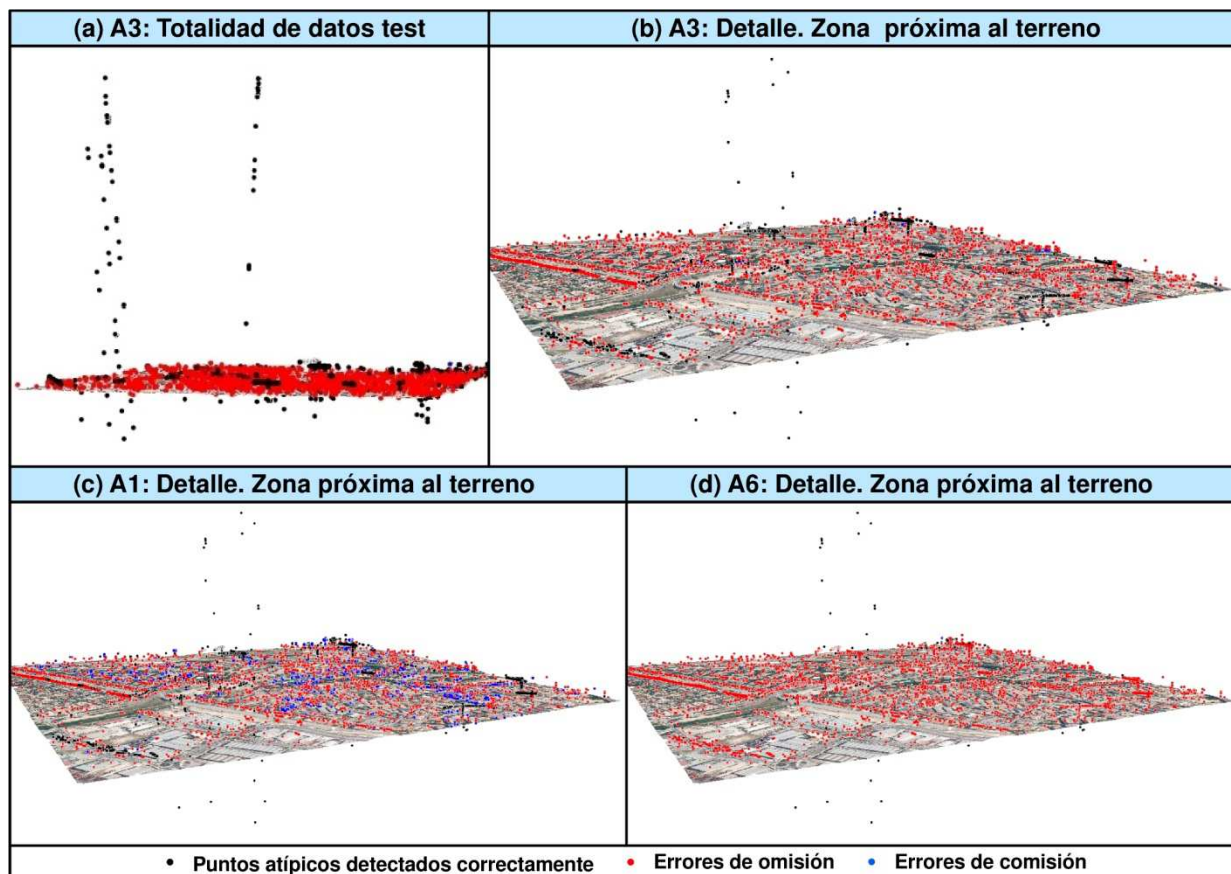 (a) A3: Totalidad de datos test
(b) A3: Detalle. Zona próxima al terreno
(c) A1: Detalle. Zona próxima al terreno
(d) A6: Detalle. Zona próxima al terreno
Puntos atípicos detectados correctamente
Errores de omisión
Errores de comisión